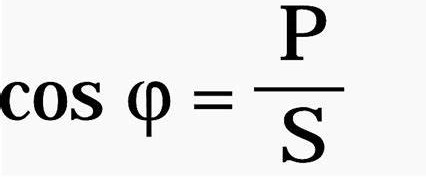 cos φ = P/S